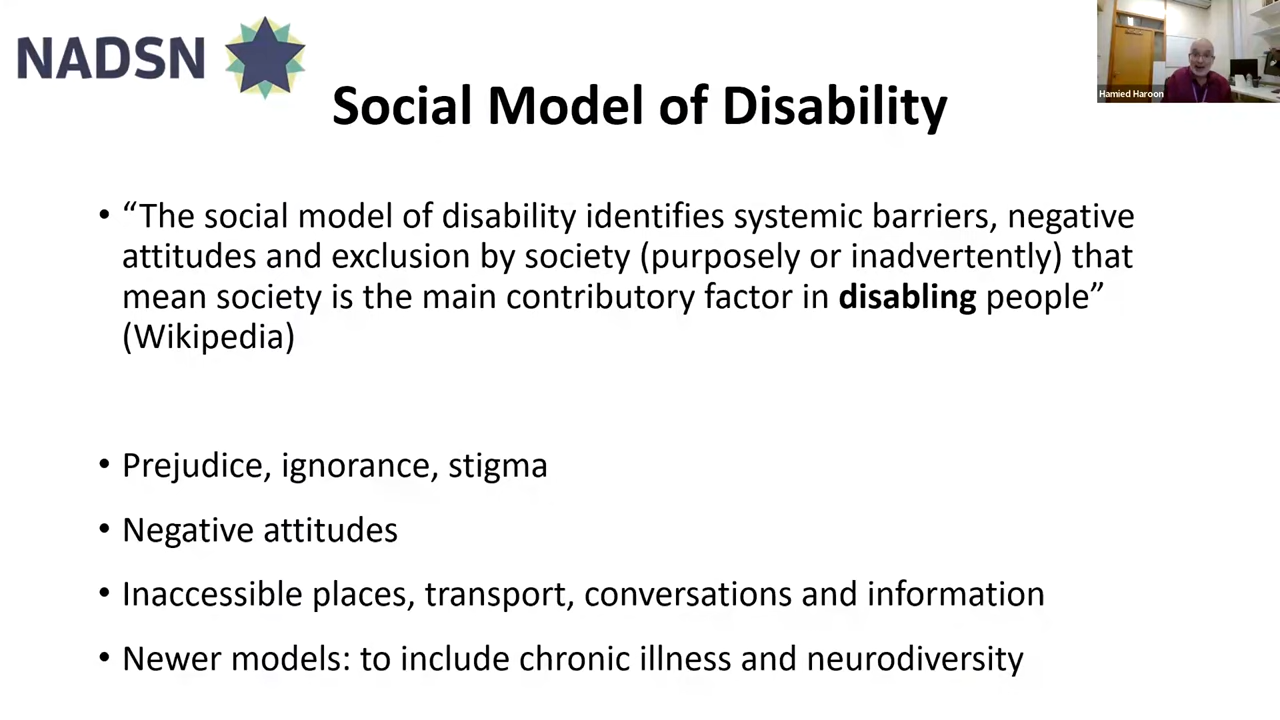 NADSN
Hamied Haroon
Social Model of Disability
• “The social model of disability identifies systemic barriers, negative
attitudes and exclusion by society (purposely or inadvertently) that
mean society is the main contributory factor in disabling people”
(Wikipedia)
• Prejudice, ignorance, stigma
• Negative attitudes
• Inaccessible places, transport, conversations and information
• Newer models: to include chronic illness and neurodiversity